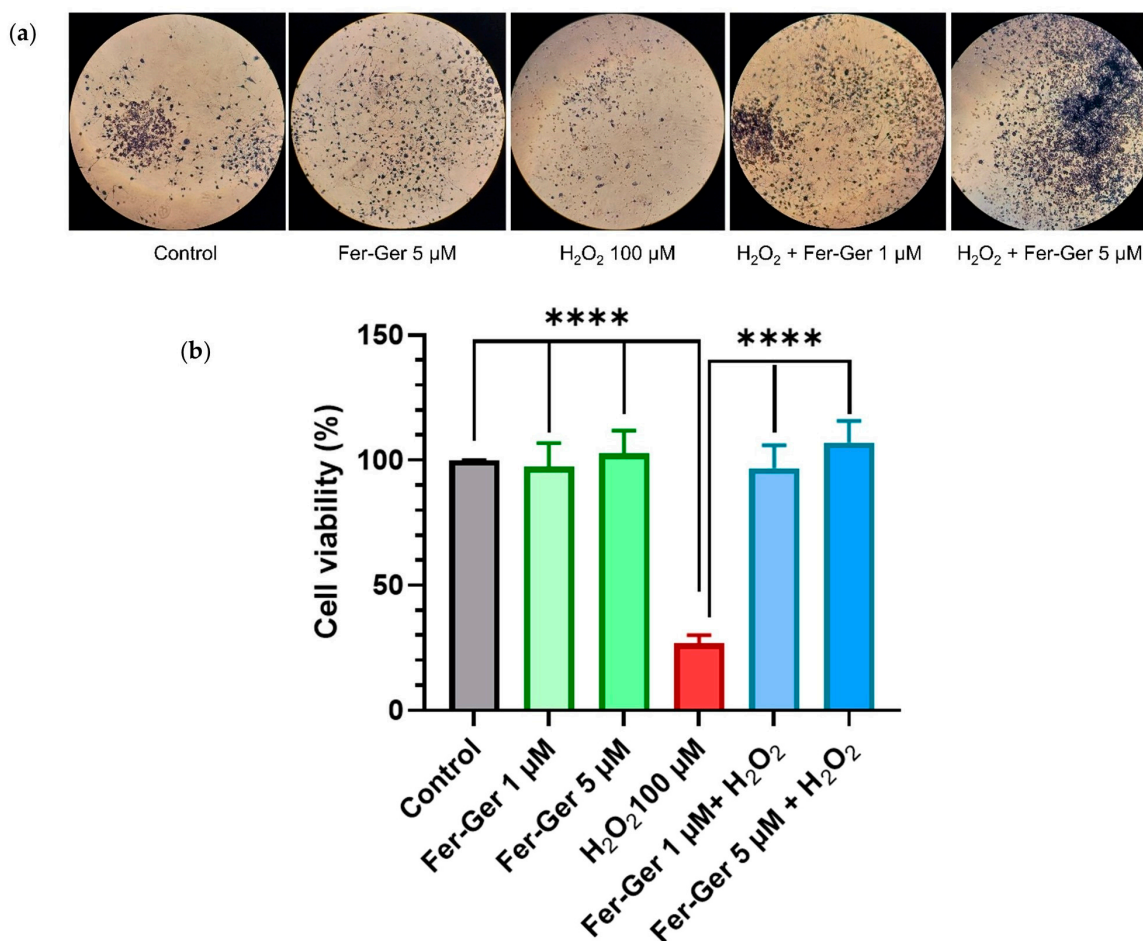 (a)
Control
Fer-Ger 5 µM
H₂O₂ 100 µM
H₂O₂ + Fer-Ger 1 µM
H₂O₂ + Fer-Ger 5 µM
(b)
Cell viability (%)
150
100
50
0
****
****
Control
Fer-Ger 1 µM
Fer-Ger 5 µM
H₂O₂100 µM
Fer-Ger 1 µM+ H₂O₂
Fer-Ger 5 µM + H₂O₂